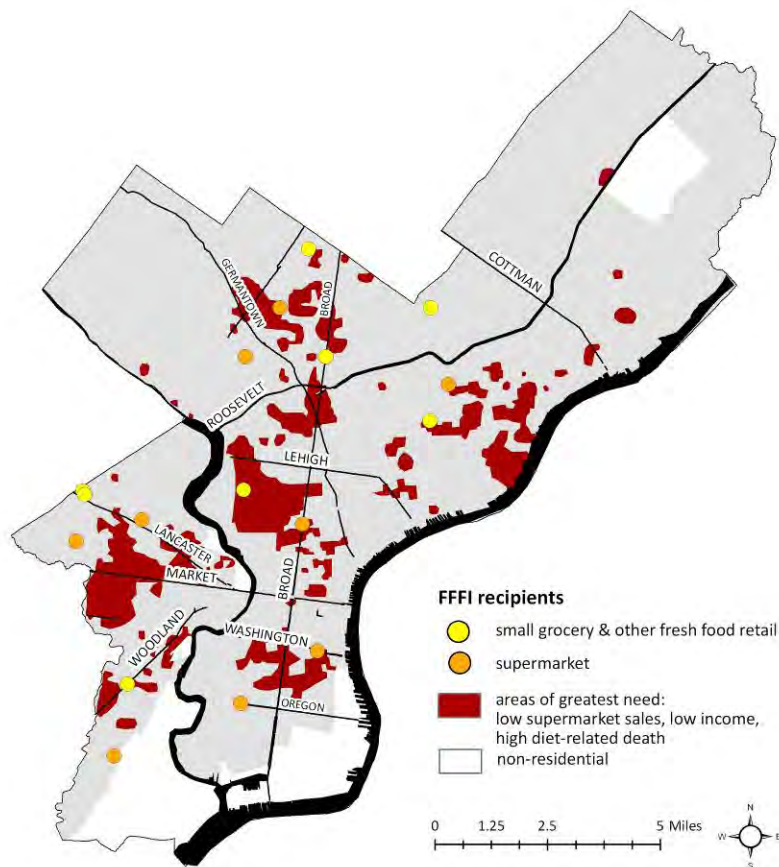 COTTMAN
GERMANTOWN
BROAD
ROOSEVELT
LEHIGH
LANCASTER
MARKET
BROAD
WOODLAND
WASHINGTON
OREGON
FFFI recipients
small grocery & other fresh food retail
supermarket
areas of greatest need:
low supermarket sales, low income,
high diet-related death
non-residential
0 1.25 2.5 5 Miles
N
W E
S